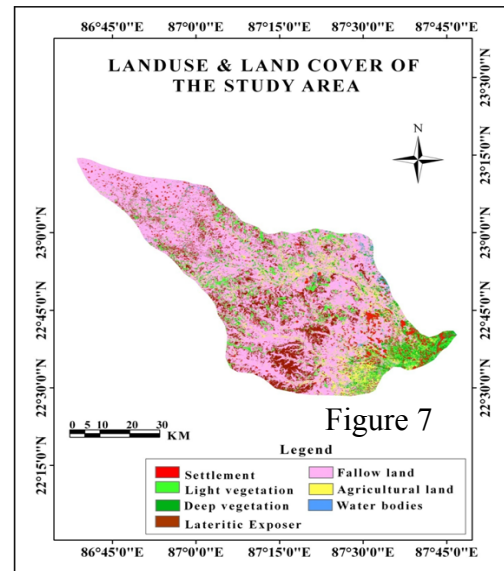 86°45'0"E 87°0'0"E 87°15'0"E 87°30'0"E 87°45'0"E
LANDUSE & LAND COVER OF
THE STUDY AREA
N
23°30'0"N
23°15'0"N
23°0'0"N
22°45'0"N
22°30'0"N
22°15'0"N
23°0'0"N
22°45'0"N
22°30'0"N
22°15'0"N
Figure 7
0 5 10 20 30
KM
Legend
Settlement
Light vegetation
Deep vegetation
Lateritic Exposer
Fallow land
Agricultural land
Water bodies
86°45'0"E 87°0'0"E 87°15'0"E 87°30'0"E 87°45'0"E